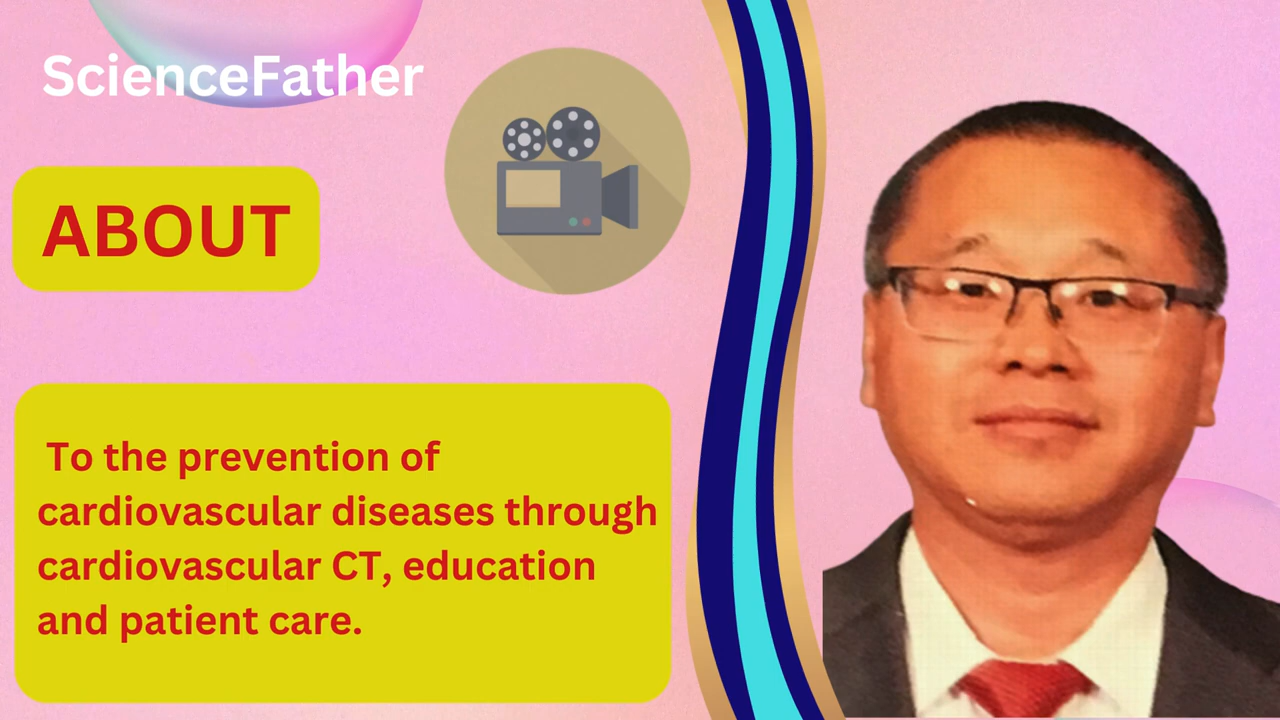 ScienceFather
ABOUT
To the prevention of
cardiovascular diseases through
cardiovascular CT, education
and patient care.